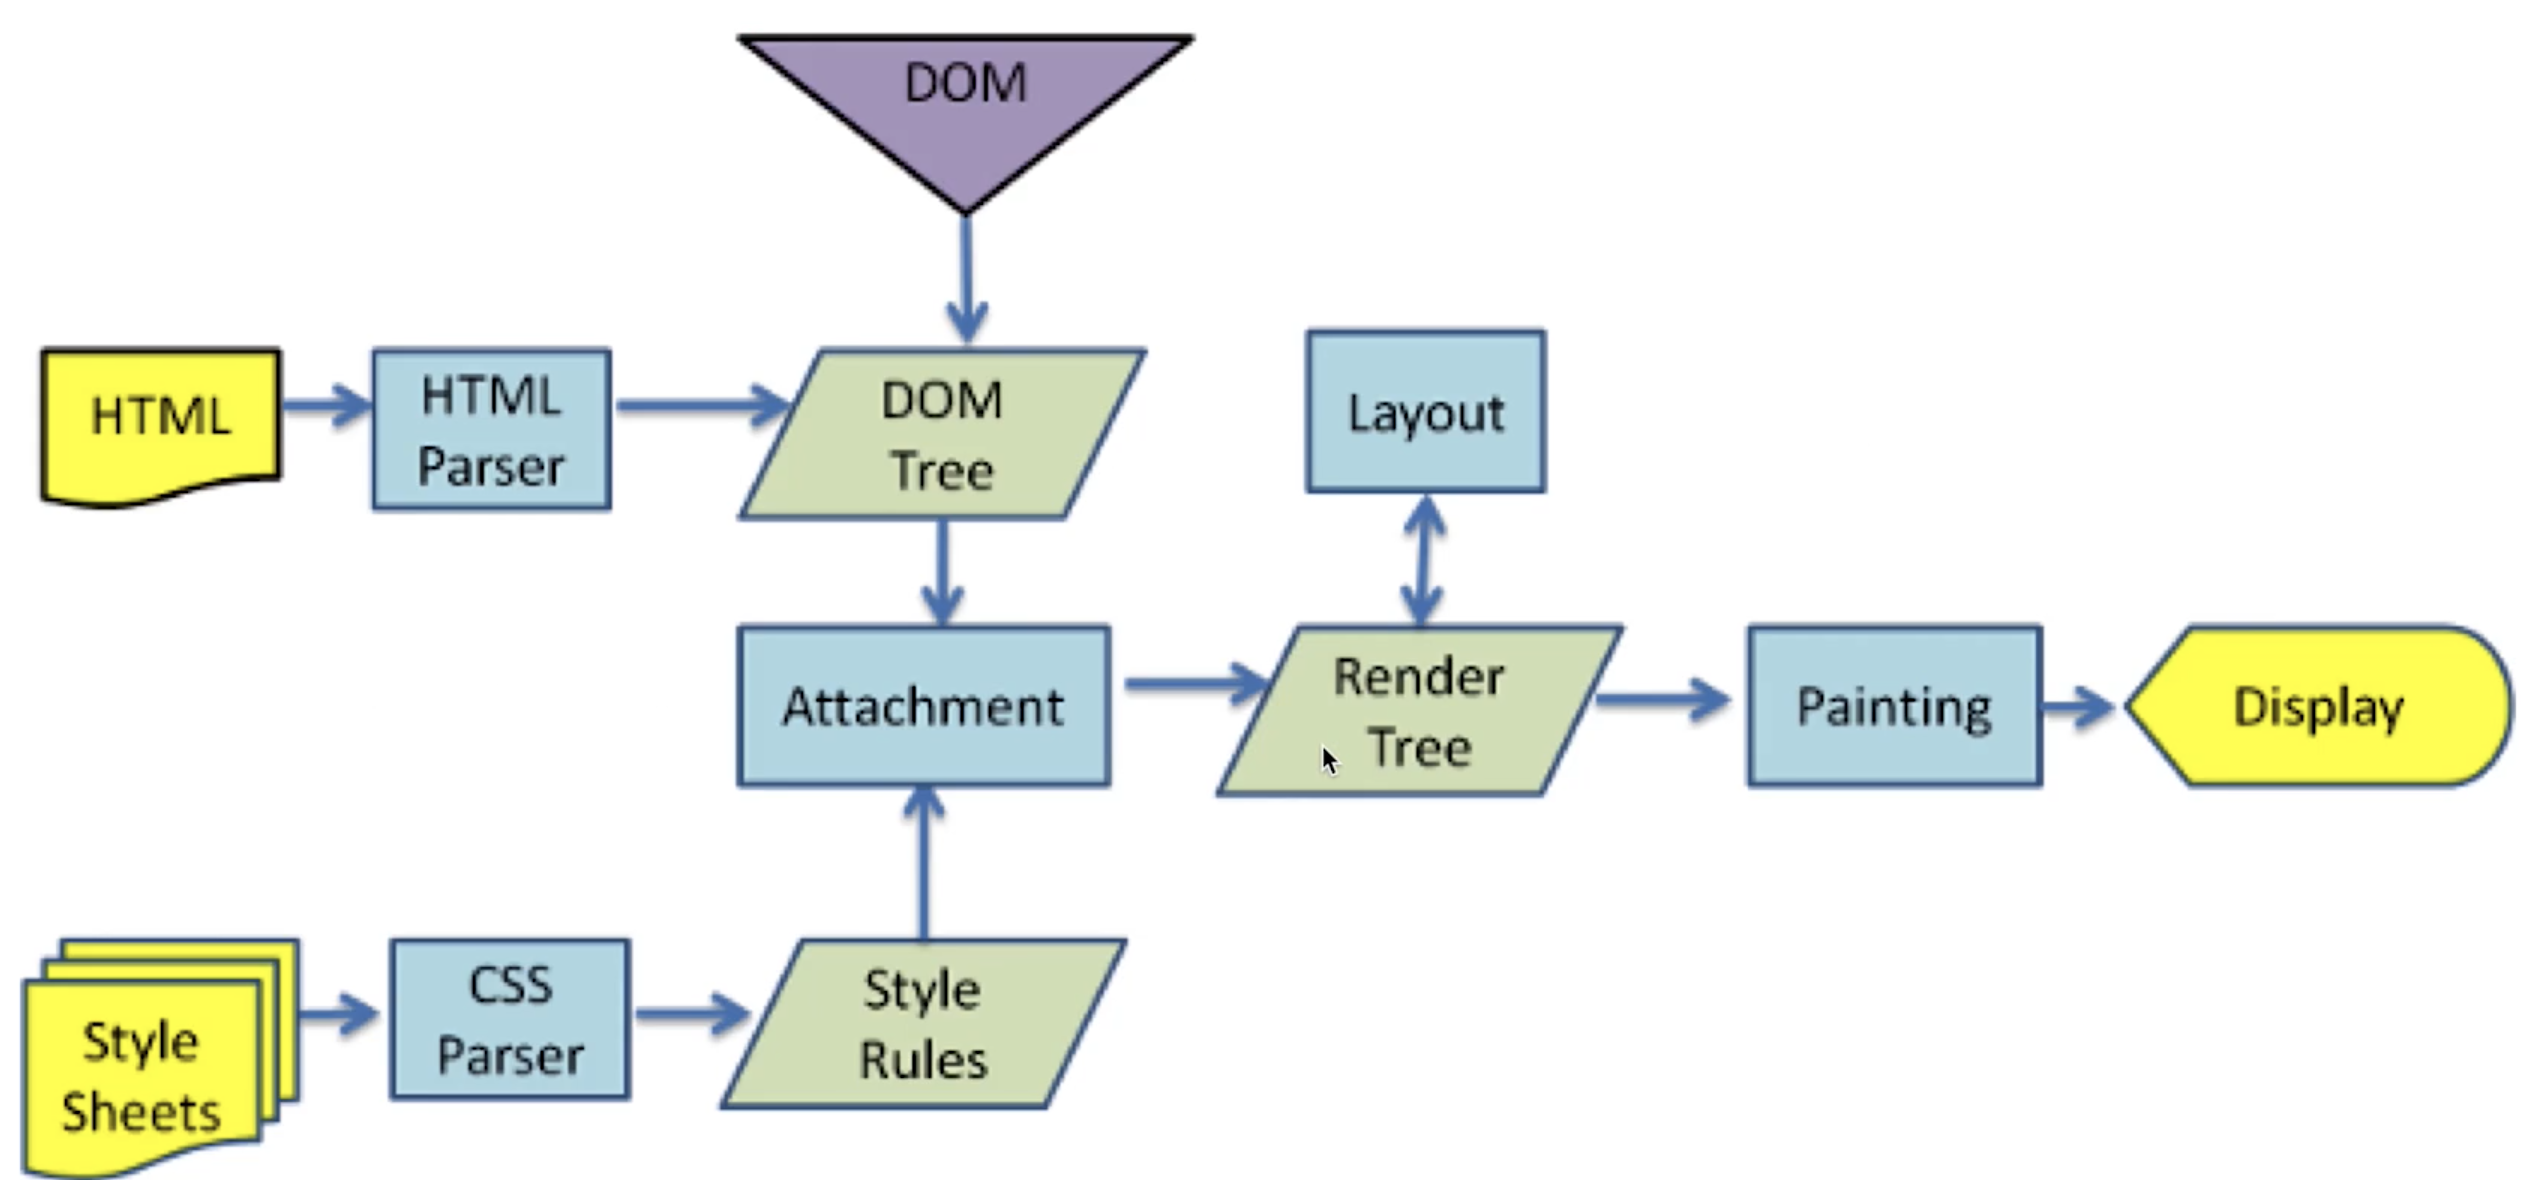 DOM
HTML
HTML
Parser
DOM
Tree
Layout
Attachment
Render
Tree
Painting
Display
Style
Sheets
CSS
Parser
Style
Rules